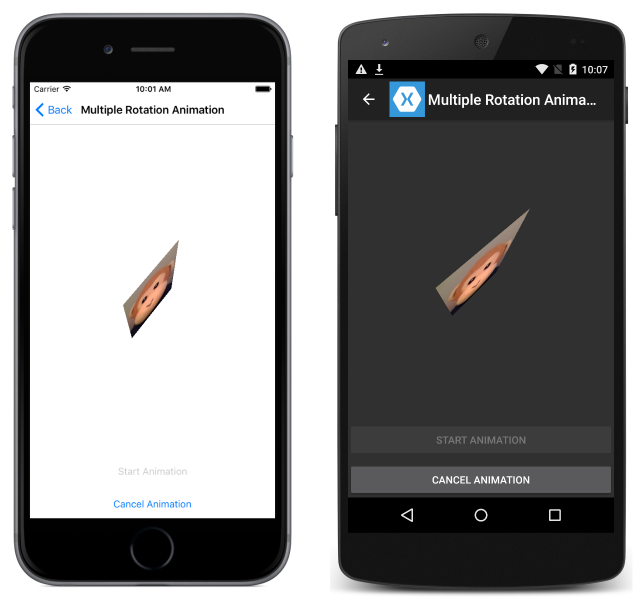 Carrier 10:01 AM
Back Multiple Rotation Animation
Start Animation
Cancel Animation
10:07
Multiple Rotation Anima...
START ANIMATION
CANCEL ANIMATION